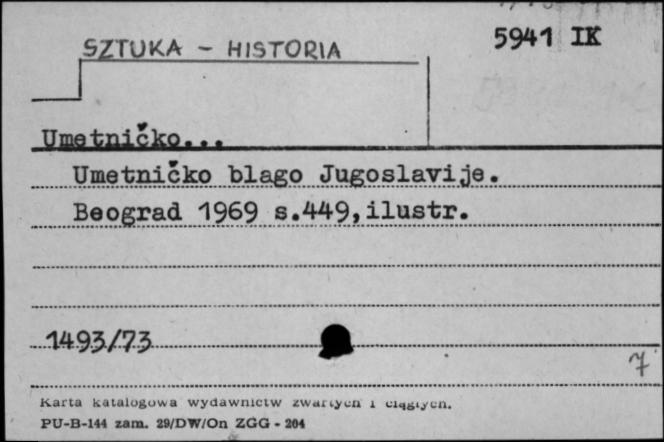 5941 IK
SZTUKA - HISTORIA
Umetničko...
Umetničko blago Jugoslavije.
Beograd 1969 s.449,ilustr.
1493/73
7
Karta katalogowa wydawnictw zwartych i ciągłych.
PU-B-144 zam. 29/DW/On ZGG - 204